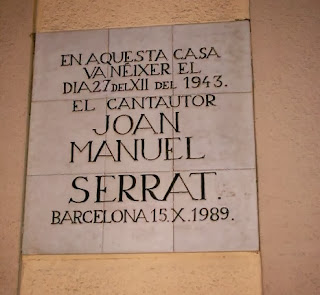 EN AQUESTA CASA
VA NÉIXER EL
DIA 27 DEL XII DEL 1943.
EL CANTAUTOR
JOAN
MANUEL
SERRAT.
BARCELONA 15.X.1989.